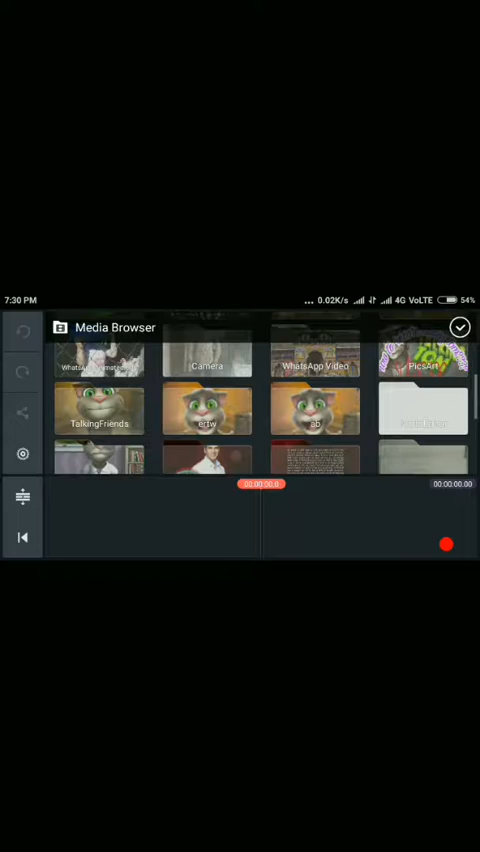 7:30 PM ... 0.02K/s 4G VoLTE 54%
Media Browser
Camera WhatsApp Video PicsArt
TalkingFriends ertw ab
00:00:00.0 00:00:00.00